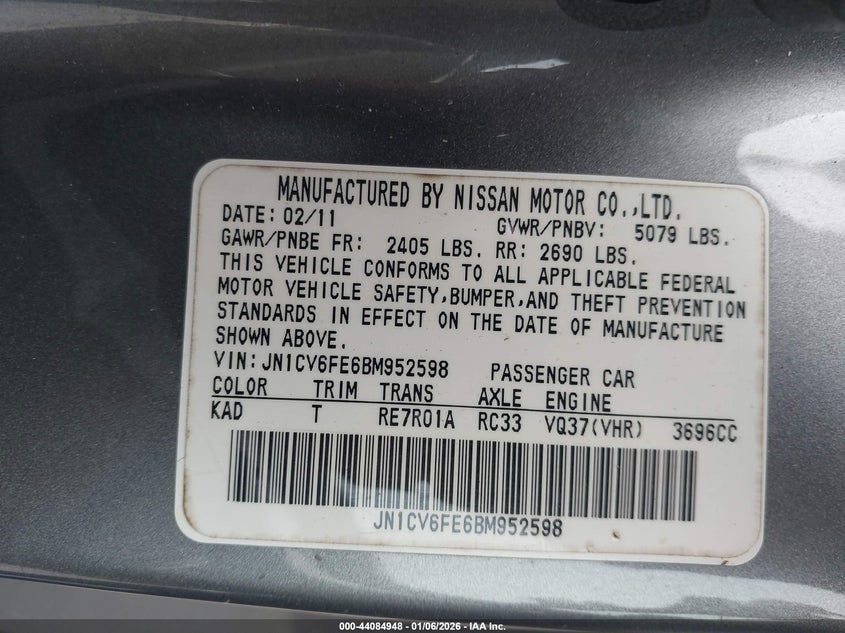 MANUFACTURED BY NISSAN MOTOR CO.,LTD.
DATE: 02/11 GVWR/PNBV: 5079 LBS.
GAWR/PNBE FR: 2405 LBS. RR: 2690 LBS.
THIS VEHICLE CONFORMS TO ALL APPLICABLE FEDERAL
MOTOR VEHICLE SAFETY,BUMPER,AND THEFT PREVENTION
STANDARDS IN EFFECT ON THE DATE OF MANUFACTURE
SHOWN ABOVE.
VIN:JN1CV6FE6BM952598 PASSENGER CAR
COLOR TRIM TRANS AXLE ENGINE
KAD T RE7R01A RC33 VQ37(VHR) 3696CC
JN1CV6FE6BM952598
000-44084948 - 01/06/2026 - IAA Inc.